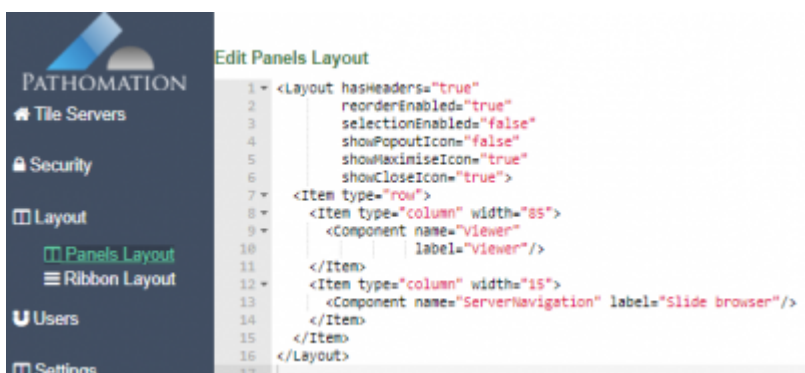 PATHOMATION
Tile Servers
Security
Layout
Panels Layout
Ribbon Layout
Users
Settings
Edit Panels Layout
1 <Layout hasHeaders="true"
2 reorderEnabled="true"
3 selectionEnabled="false"
4 showPopoutIcon="false"
5 showMaximiseIcon="true"
6 showCloseIcon="true">
7 <Item type="row">
8 <Item type="column" width="85">
9 <Component name="Viewer"
10 label="Viewer"/>
11 </Item>
12 <Item type="column" width="15">
13 <Component name="ServerNavigation" label="Slide browser"/>
14 </Item>
15 </Item>
16 </Layout>
17